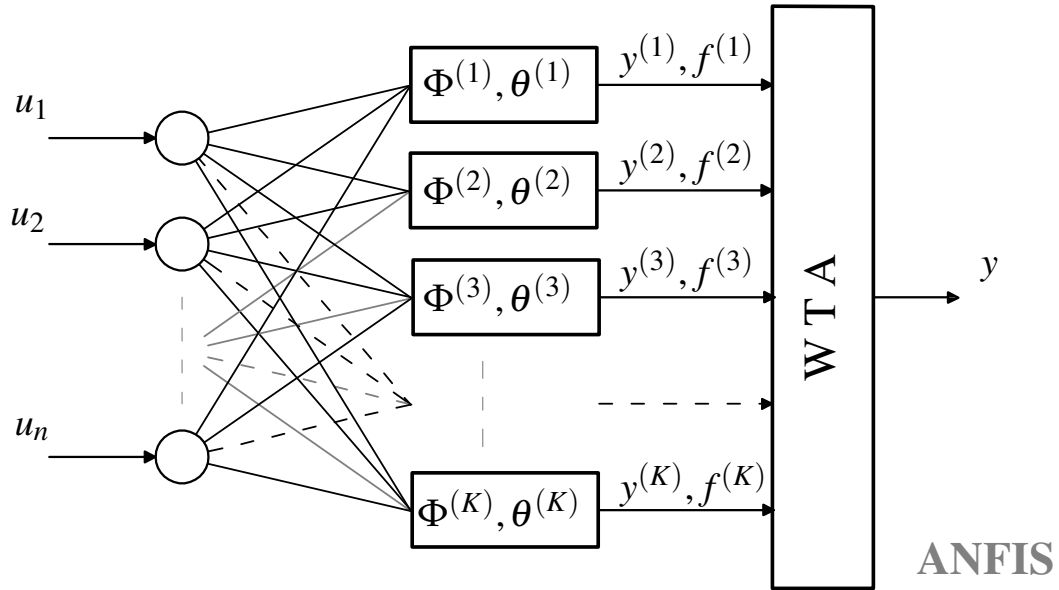 u₁
u₂
uₙ
Φ⁽¹⁾, θ⁽¹⁾
Φ⁽²⁾, θ⁽²⁾
Φ⁽³⁾, θ⁽³⁾
Φ⁽ᴷ⁾, θ⁽ᴷ⁾
y⁽¹⁾, f⁽¹⁾
y⁽²⁾, f⁽²⁾
y⁽³⁾, f⁽³⁾
y⁽ᴷ⁾, f⁽ᴷ⁾
W T A
y
ANFIS